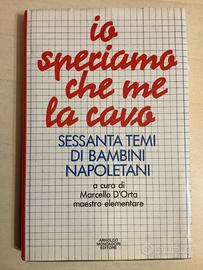 io
speriamo
che me
la cavo
SESSANTA TEMI
DI BAMBINI
NAPOLETANI
a cura di
Marcello D'Orta
maestro elementare
ARNOLDO
MONDADORI
EDITORE